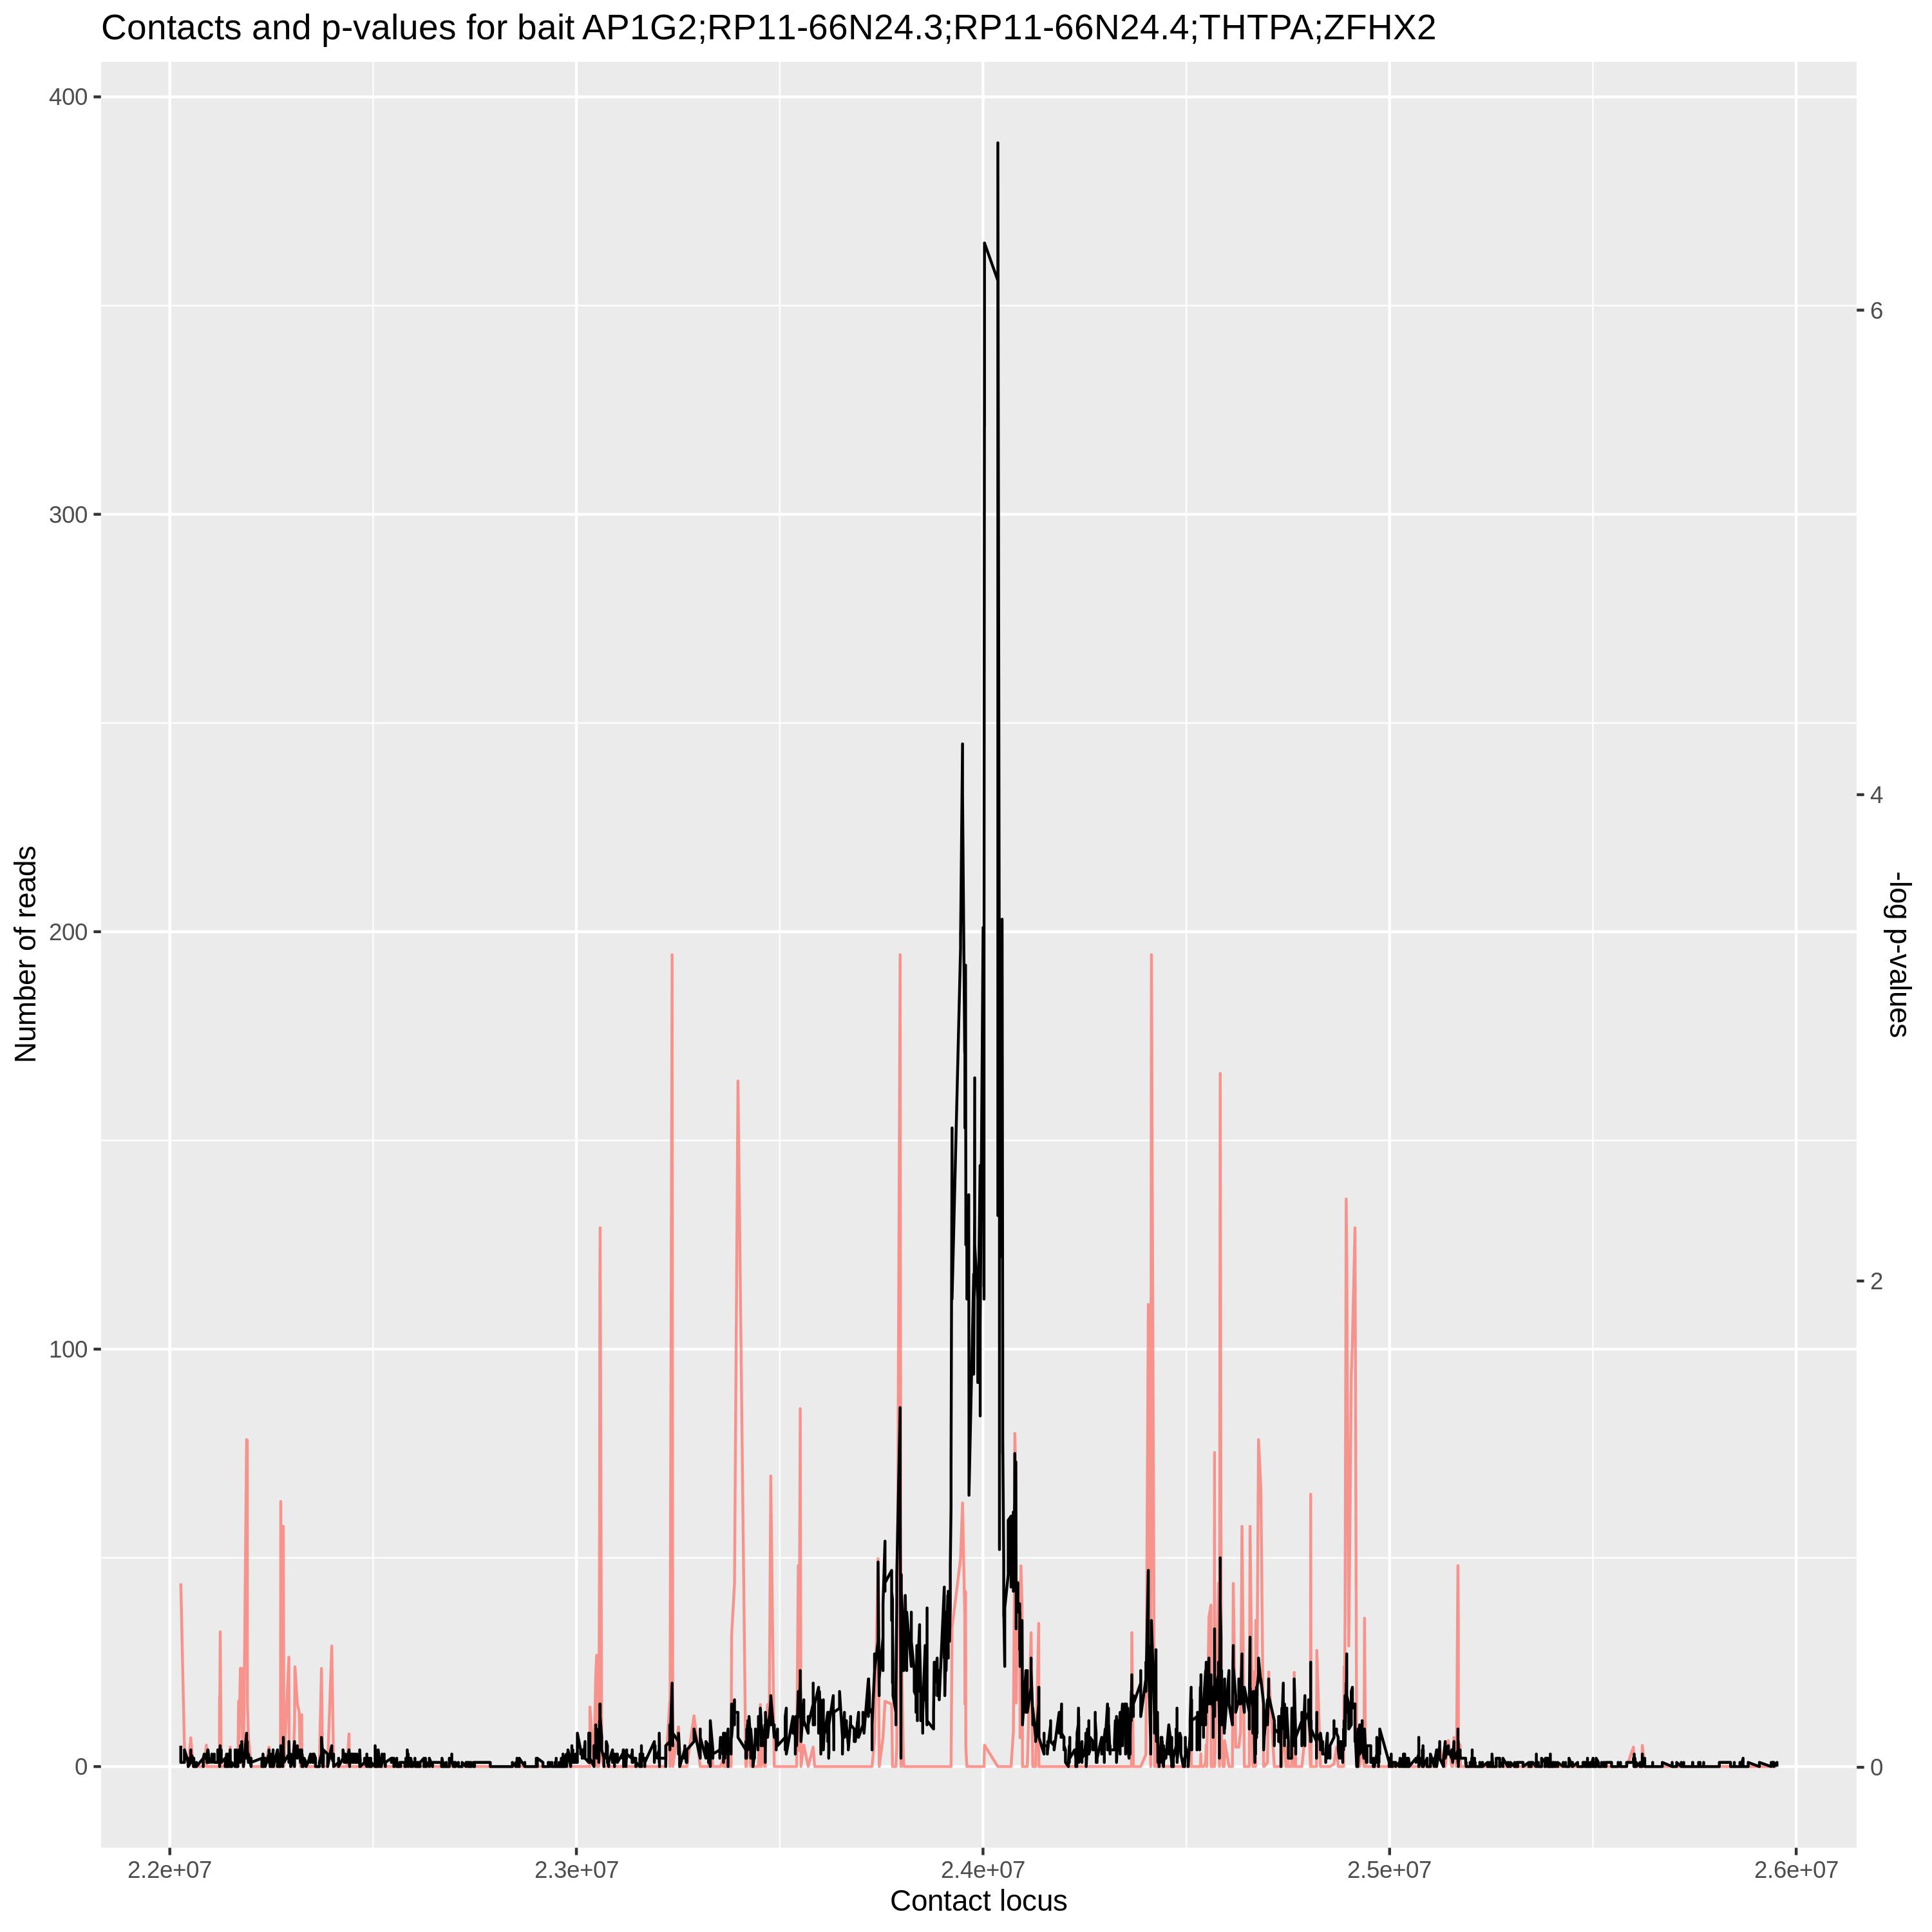 Contacts and p-values for bait AP1G2;RP11-66N24.3;RP11-66N24.4;THTPA;ZFHX2
400
300
200
100
0
Number of reads
6
4
2
0
-log p-values
2.2e+07
2.3e+07
2.4e+07
2.5e+07
2.6e+07
Contact locus